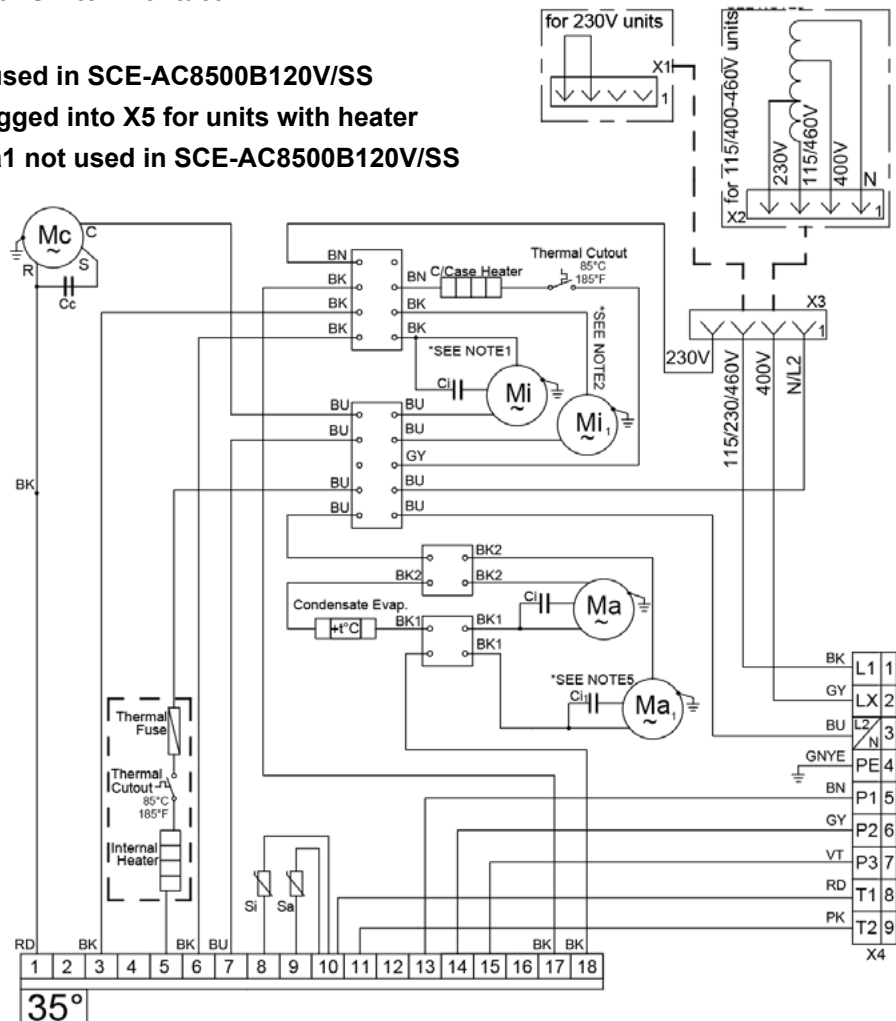 used in SCE-AC8500B120V/SS
gged into X5 for units with heater
a1 not used in SCE-AC8500B120V/SS
for 230V units
X1
1
for 115/400-460V units
230V
115/460V
400V
N
X2
1
Mc
~
C
R
S
Cc
BN
BK
BK
BK
BN
C/Case Heater
BK
BK
Thermal Cutout
85°C
185°F
*SEE NOTE1
*SEE NOTE2
Ci
Mi
~
Mi1
~
X3
1
230V
115/230/460V
400V
N/L2
BU
BU
BU
BU
BU
BU
GY
BU
BU
BK
BK2
BK2
BK2
Condensate Evap.
+t°C
BK1
BK1
BK1
Ci
Ma
~
*SEE NOTE5
Ci1
Ma1
~
Thermal
Fuse
Thermal
Cutout
85°C
185°F
Internal
Heater
Si
Sa
BK L1 1
GY LX 2
BU L2/N 3
GNYE PE 4
BN P1 5
GY P2 6
VT P3 7
RD T1 8
PK T2 9
X4
RD BK BK BU BK BK
1 2 3 4 5 6 7 8 9 10 11 12 13 14 15 16 17 18
35°